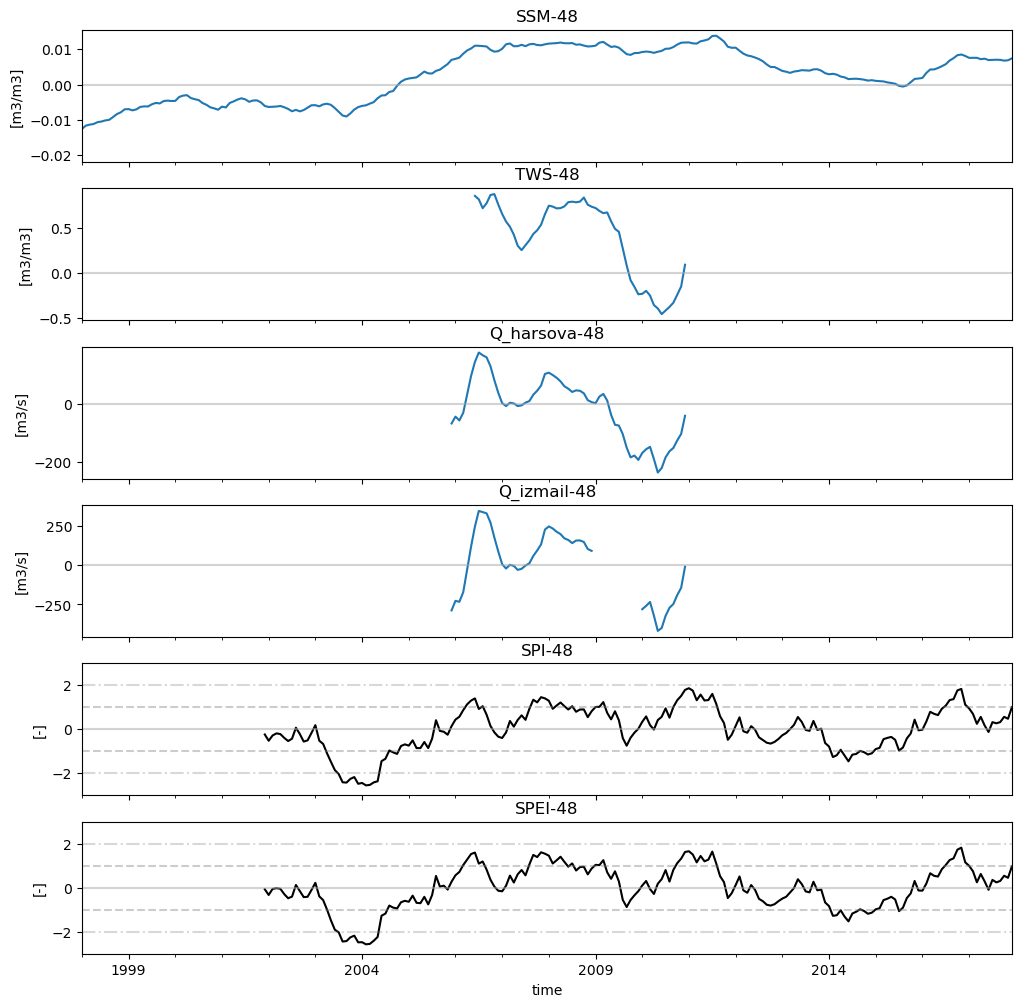 SSM-48
0.01
0.00
−0.01
−0.02
[m3/m3]
TWS-48
0.5
0.0
−0.5
[m3/m3]
Q_harsova-48
0
−200
[m3/s]
Q_izmail-48
250
0
−250
[m3/s]
SPI-48
2
0
−2
[-]
SPEI-48
2
0
−2
[-]
1999 2004 2009 2014
time